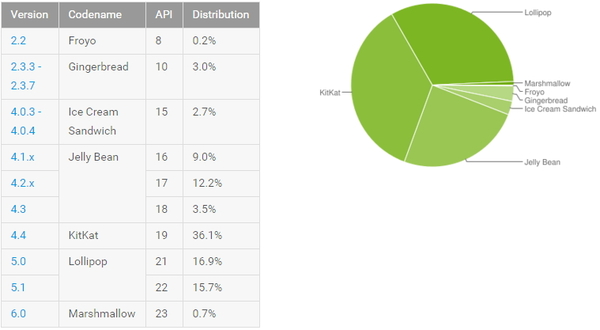 Version Codename API Distribution
2.2 Froyo 8 0.2%
2.3.3 - Gingerbread 10 3.0%
2.3.7
4.0.3 - Ice Cream 15 2.7%
4.0.4 Sandwich
4.1.x Jelly Bean 16 9.0%
4.2.x 17 12.2%
4.3 18 3.5%
4.4 KitKat 19 36.1%
5.0 Lollipop 21 16.9%
5.1 22 15.7%
6.0 Marshmallow 23 0.7%
Lollipop
Marshmallow
Froyo
Gingerbread
Ice Cream Sandwich
KitKat
Jelly Bean